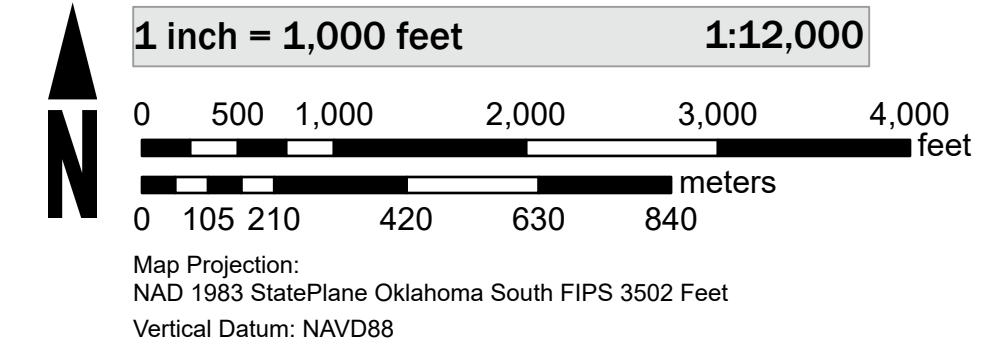 1 inch = 1,000 feet 1:12,000
0 500 1,000 2,000 3,000 4,000
feet
meters
0 105 210 420 630 840
N
Map Projection:
NAD 1983 StatePlane Oklahoma South FIPS 3502 Feet
Vertical Datum: NAVD88